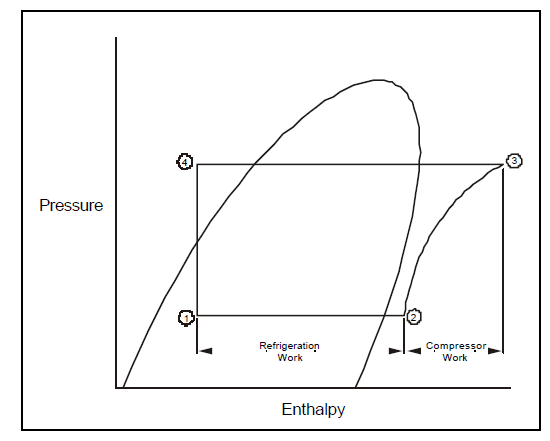 4
3
Pressure
1
2
Refrigeration
Work
Compressor
Work
Enthalpy